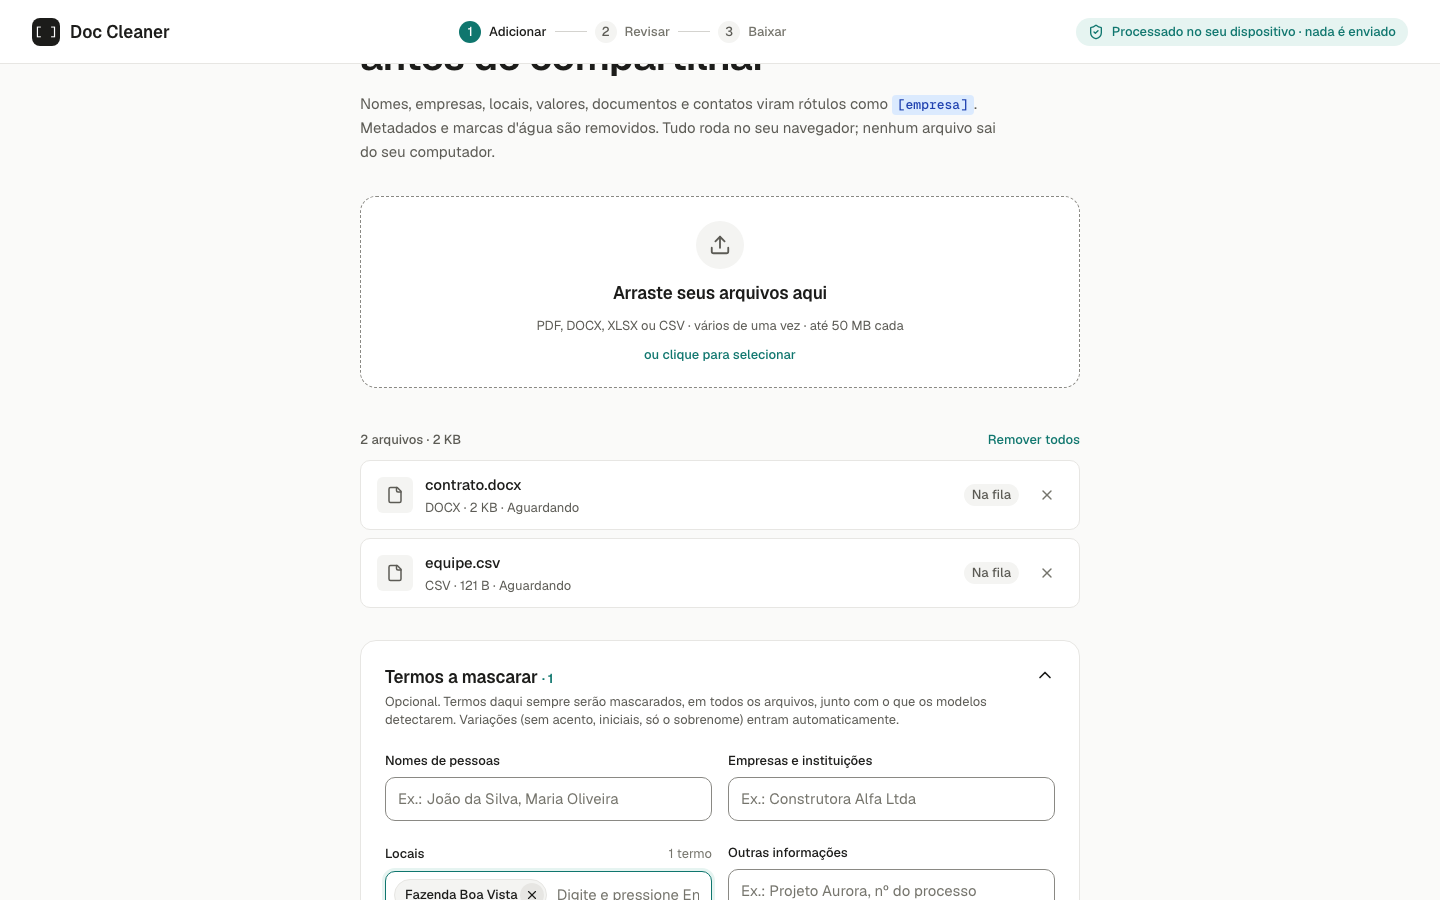 [ ] Doc Cleaner
1 Adicionar
2 Revisar
3 Baixar
Processado no seu dispositivo · nada é enviado
antes de compartilhar
Nomes, empresas, locais, valores, documentos e contatos viram rótulos como [empresa].
Metadados e marcas d'água são removidos. Tudo roda no seu navegador; nenhum arquivo sai
do seu computador.
Arraste seus arquivos aqui
PDF, DOCX, XLSX ou CSV · vários de uma vez · até 50 MB cada
ou clique para selecionar
2 arquivos · 2 KB
Remover todos
contrato.docx
DOCX · 2 KB · Aguardando
Na fila
equipe.csv
CSV · 121 B · Aguardando
Na fila
Termos a mascarar · 1
Opcional. Termos daqui sempre serão mascarados, em todos os arquivos, junto com o que os modelos
detectarem. Variações (sem acento, iniciais, só o sobrenome) entram automaticamente.
Nomes de pessoas
Ex.: João da Silva, Maria Oliveira
Empresas e instituições
Ex.: Construtora Alfa Ltda
Locais
1 termo
Fazenda Boa Vista
Digite e pressione En
Outras informações
Ex.: Projeto Aurora, nº do processo